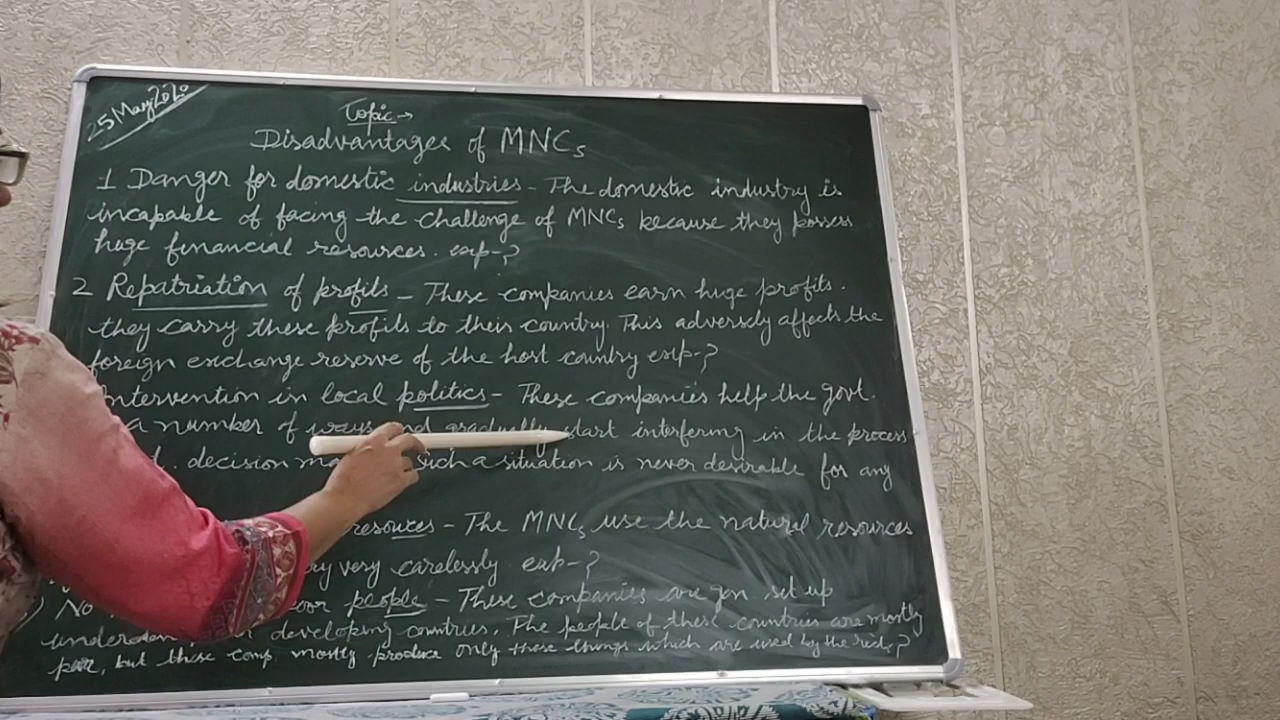 25 May 2020
Topic→
Disadvantages of MNCs
1 Danger for domestic industries - The domestic industry is
incapable of facing the challenge of MNCs because they possess
huge financial resources. exp-?
2 Repatriation of profits - These companies earn huge profits.
they carry these profits to their country. This adversely affects the
foreign exchange reserve of the host country exp-?
Intervention in local politics - These companies help the govt.
a number of ways and gradually start interfering in the process
decision such a situation is never desirable for any
resources - The MNCs use the natural resources
very carelessly exp-?
No people - These companies are gen set up
developing countries. The people of these countries are mostly
poor, but these comp. mostly produce only those things which are used by the rich?